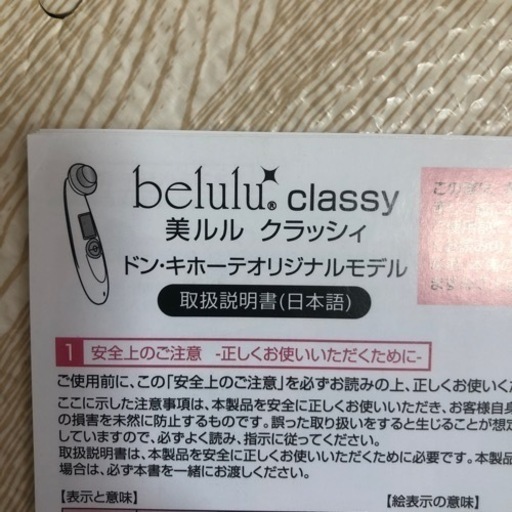 belulu® classy
美ルル クラッシィ
ドン・キホーテオリジナルモデル
取扱説明書(日本語)
1 安全上のご注意 -正しくお使いいただくために-
ご使用前に、この「安全上のご注意」を必ずお読みの上、正しくお使いいた
ここに示した注意事項は、本製品を安全に正しくお使いいただき、お客様自身
の損害を未然に防止するものです。誤った取り扱いをすると生じることが想定
していますので、必ずよく読み、指示に従ってください。
取扱説明書は、本製品を安全に正しくお使いいただくために必要です。本製品
場合は、必ず本書を一緒にお渡しください。
【表示と意味】
【絵表示の意味】